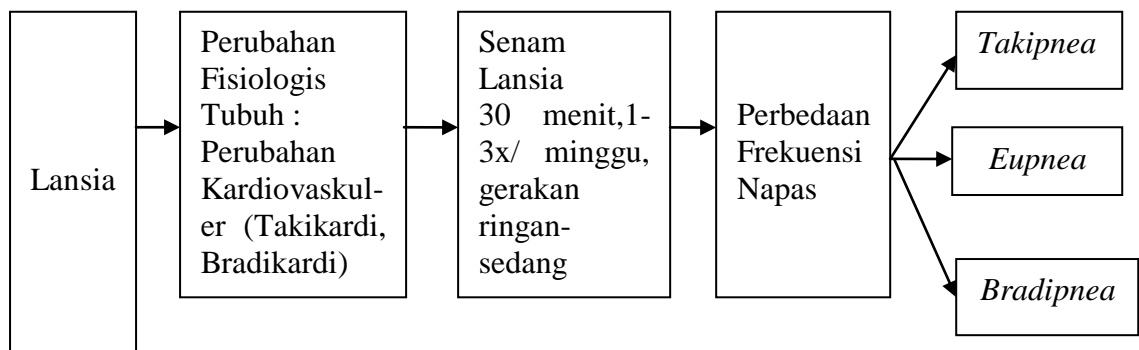 Lansia
Perubahan
Fisiologis
Tubuh :
Perubahan
Kardiovaskul-
er (Takikardi,
Bradikardi)
Senam
Lansia
30 menit,1-
3x/ minggu,
gerakan
ringan-
sedang
Perbedaan
Frekuensi
Napas
Takipnea
Eupnea
Bradipnea